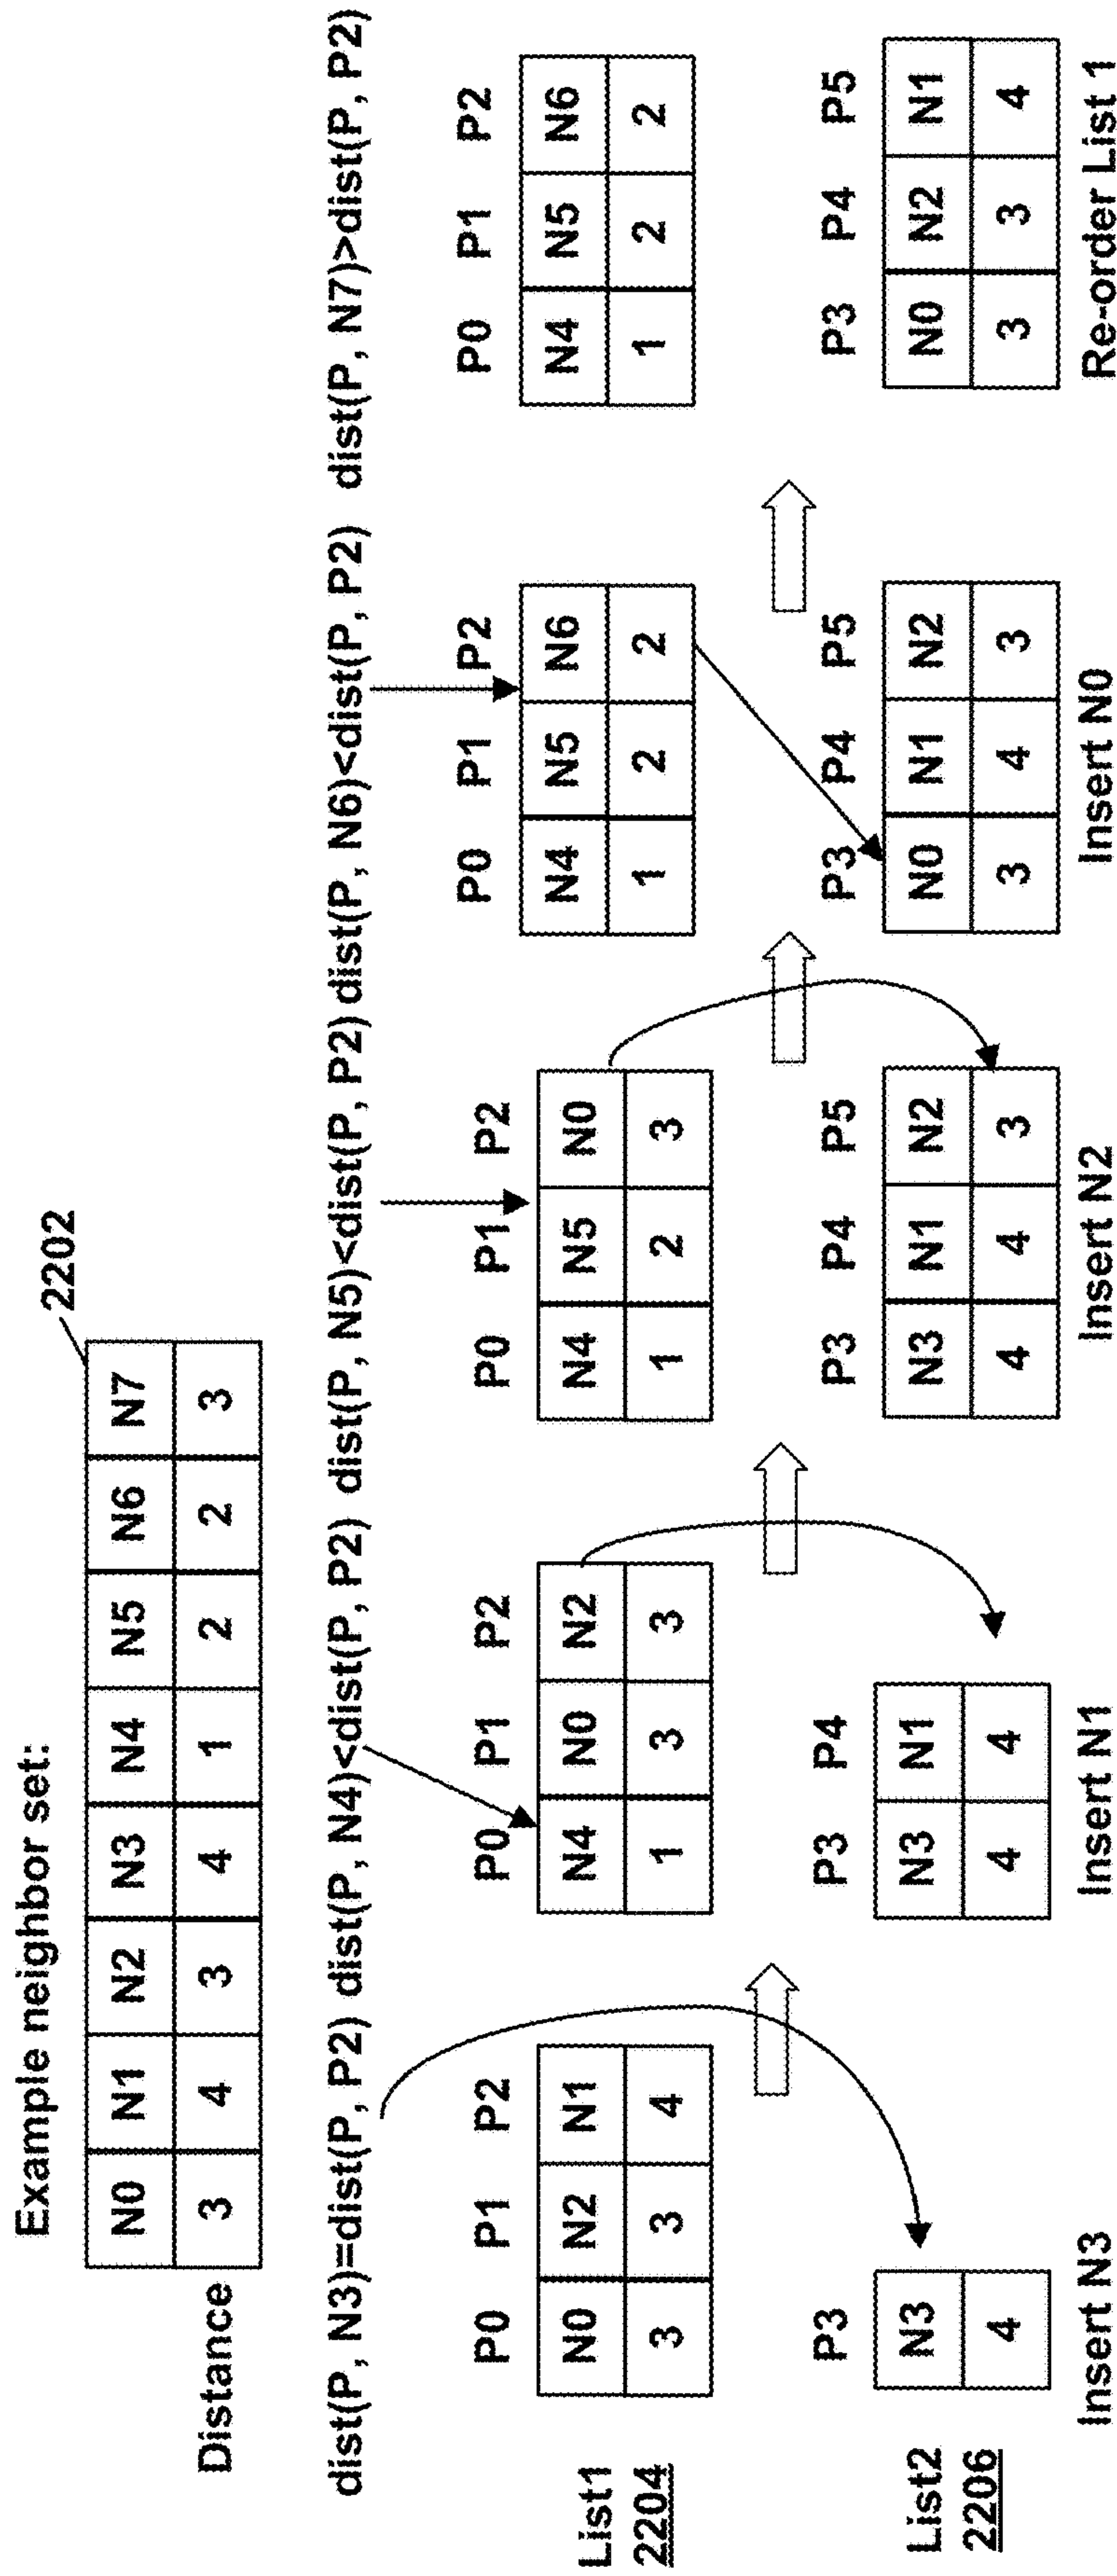 Example neighbor set:
2202
N0 N1 N2 N3 N4 N5 N6 N7
Distance 3 4 3 4 1 2 2 3
dist(P, N3)=dist(P, P2) dist(P, N4)<dist(P, P2) dist(P, N5)<dist(P, P2) dist(P, N6)<dist(P, P2) dist(P, N7)>dist(P, P2)
List1
2204
P0 P1 P2
N0 N2 N1
3 3 4
P0 P1 P2
N4 N0 N2
1 3 3
P0 P1 P2
N4 N5 N0
1 2 3
P0 P1 P2
N4 N5 N6
1 2 2
P0 P1 P2
N4 N5 N6
1 2 2
List2
2206
P3
N3
4
Insert N3
P3 P4
N3 N1
4 4
Insert N1
P3 P4 P5
N3 N1 N2
4 4 3
Insert N2
P3 P4 P5
N0 N1 N2
3 4 3
Insert N0
P3 P4 P5
N0 N2 N1
3 3 4
Re-order List 1